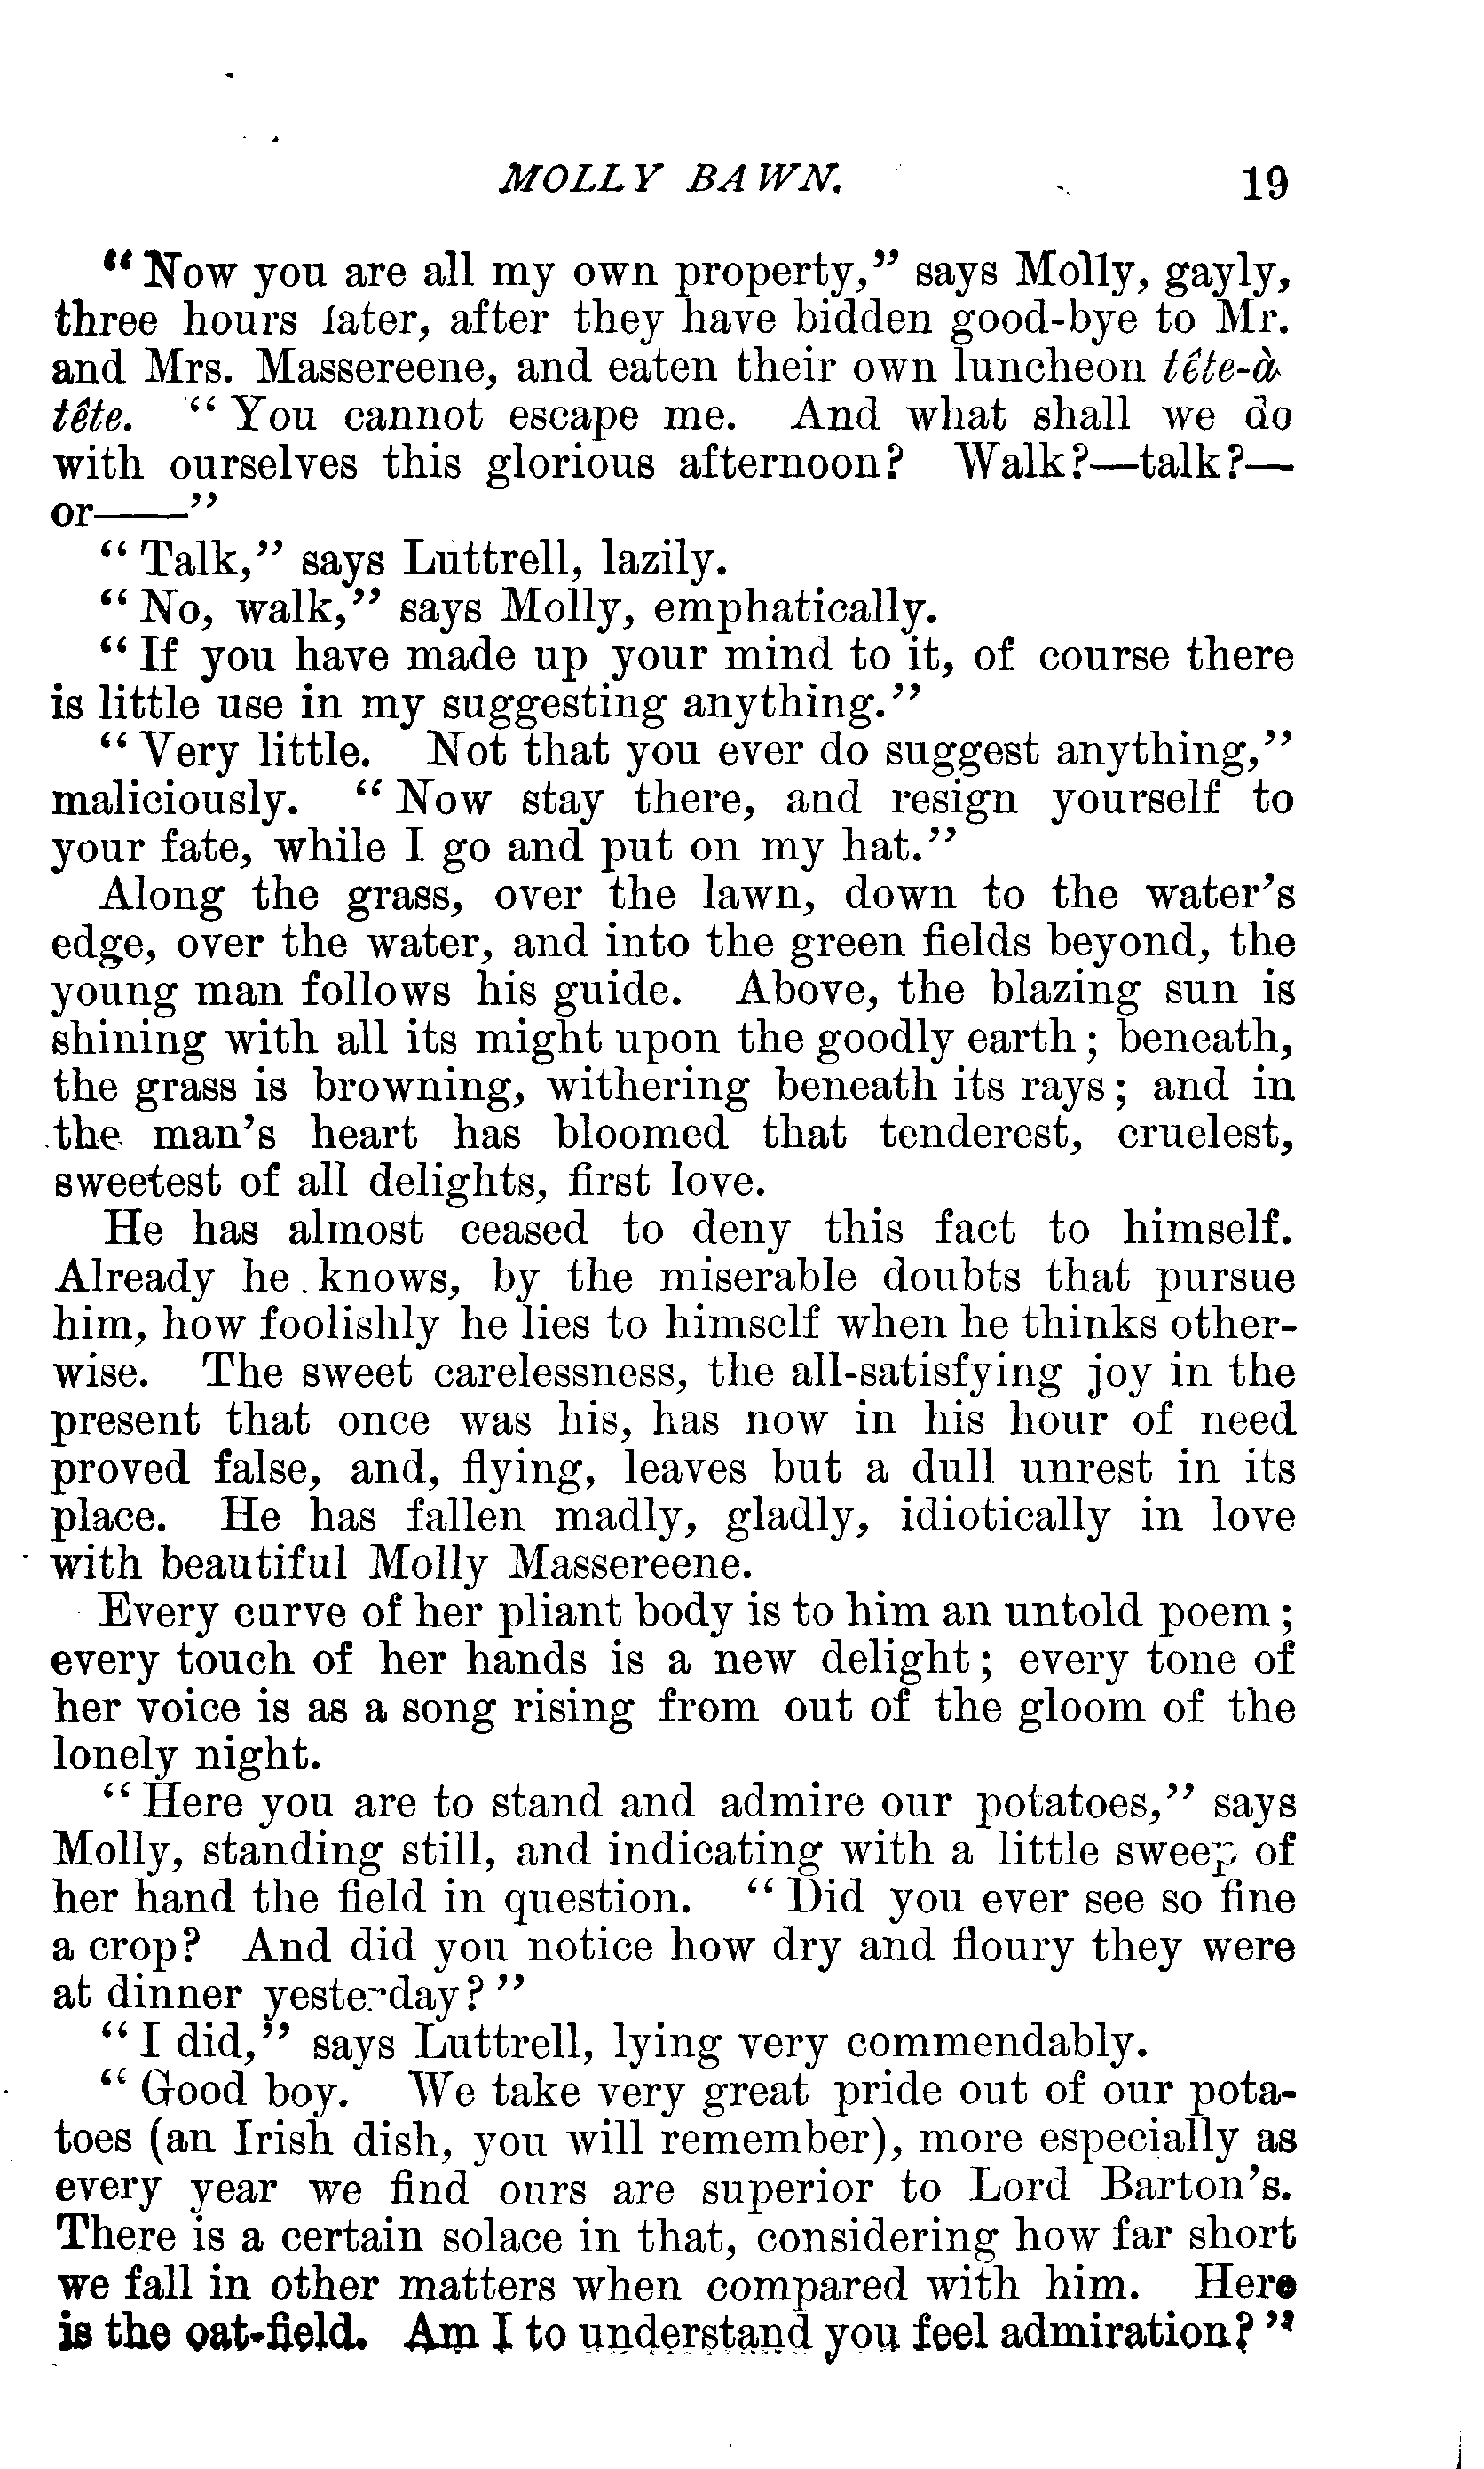 MOLLY BAWN. 19
"Now you are all my own property," says Molly, gayly,
three hours later, after they have bidden good-bye to Mr.
and Mrs. Massereene, and eaten their own luncheon tête-à
tête. "You cannot escape me. And what shall we do
with ourselves this glorious afternoon? Walk?—talk?—
or——"
"Talk," says Luttrell, lazily.
"No, walk," says Molly, emphatically.
"If you have made up your mind to it, of course there
is little use in my suggesting anything."
"Very little. Not that you ever do suggest anything,"
maliciously. "Now stay there, and resign yourself to
your fate, while I go and put on my hat."
Along the grass, over the lawn, down to the water's
edge, over the water, and into the green fields beyond, the
young man follows his guide. Above, the blazing sun is
shining with all its might upon the goodly earth; beneath,
the grass is browning, withering beneath its rays; and in
the man's heart has bloomed that tenderest, cruelest,
sweetest of all delights, first love.
He has almost ceased to deny this fact to himself.
Already he knows, by the miserable doubts that pursue
him, how foolishly he lies to himself when he thinks other-
wise. The sweet carelessness, the all-satisfying joy in the
present that once was his, has now in his hour of need
proved false, and, flying, leaves but a dull unrest in its
place. He has fallen madly, gladly, idiotically in love
with beautiful Molly Massereene.
Every curve of her pliant body is to him an untold poem;
every touch of her hands is a new delight; every tone of
her voice is as a song rising from out of the gloom of the
lonely night.
"Here you are to stand and admire our potatoes," says
Molly, standing still, and indicating with a little sweep of
her hand the field in question. "Did you ever see so fine
a crop? And did you notice how dry and floury they were
at dinner yesterday?"
"I did," says Luttrell, lying very commendably.
"Good boy. We take very great pride out of our pota-
toes (an Irish dish, you will remember), more especially as
every year we find ours are superior to Lord Barton's.
There is a certain solace in that, considering how far short
we fall in other matters when compared with him. Here
is the oat-field. Am I to understand you feel admiration?"